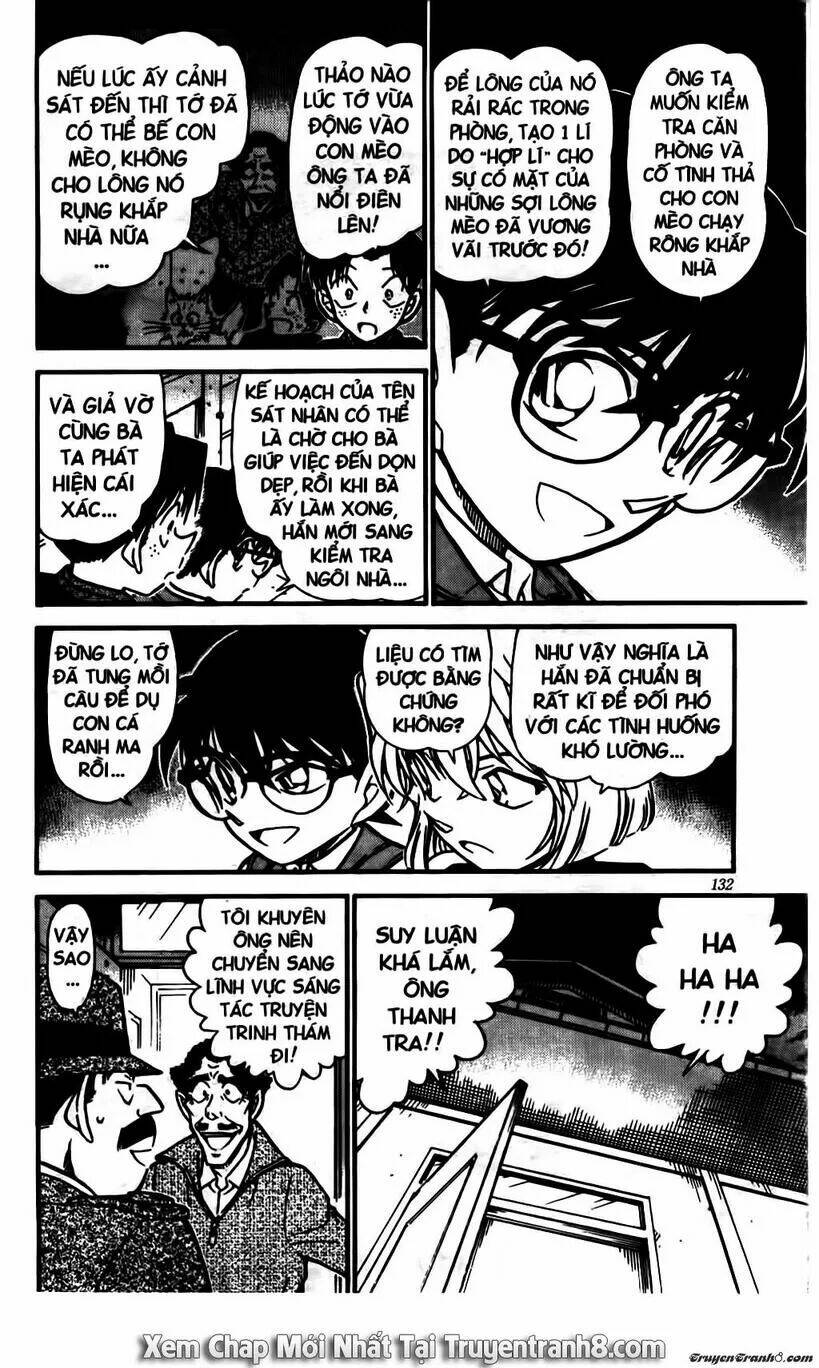 ÔNG TA
MUỐN KIỂM
TRA CĂN
PHÒNG VÀ
CỐ TÌNH THẢ
CHO CON
MÈO CHẠY
RÔNG KHẮP
NHÀ
ĐỂ LÔNG CỦA NÓ
RẢI RÁC TRONG
PHÒNG, TẠO 1 LÍ
DO "HỢP LÍ" CHO
SỰ CÓ MẶT CỦA
NHỮNG SỢI LÔNG
MÈO ĐÃ VƯƠNG
VÃI TRƯỚC ĐÓ!
THẢO NÀO
LÚC TỚ VỪA
ĐỘNG VÀO
CON MÈO
ÔNG TA ĐÃ
NỔI ĐIÊN
LÊN!
NẾU LÚC ẤY CẢNH
SÁT ĐẾN THÌ TỚ ĐÃ
CÓ THỂ BẾ CON
MÈO, KHÔNG
CHO LÔNG NÓ
RỤNG KHẮP
NHÀ NỮA
...
KẾ HOẠCH CỦA TÊN
SÁT NHÂN CÓ THỂ
LÀ CHỜ CHO BÀ
GIÚP VIỆC ĐẾN DỌN
DẸP, RỒI KHI BÀ
ẤY LÀM XONG,
HẮN MỚI SANG
KIỂM TRA
NGÔI NHÀ...
VÀ GIẢ VỜ
CÙNG BÀ
TA PHÁT
HIỆN CÁI
XÁC...
NHƯ VẬY NGHĨA LÀ
HẮN ĐÃ CHUẨN BỊ
RẤT KĨ ĐỂ ĐỐI PHÓ
VỚI CÁC TÌNH HUỐNG
KHÓ LƯỜNG...
LIỆU CÓ TÌM
ĐƯỢC BẰNG
CHỨNG
KHÔNG?
ĐỪNG LO, TỚ
ĐÃ TUNG MỒI
CÂU ĐỂ DỤ
CON CÁ
RANH MA
RỒI...
132
HA
HA HA
!!!
SUY LUẬN
KHÁ LẮM,
ÔNG
THANH
TRA!!
TÔI KHUYÊN
ÔNG NÊN
CHUYỂN SANG
LĨNH VỰC SÁNG
TÁC TRUYỆN
TRINH THÁM
ĐI!
VẬY
SAO
...
Xem Chap Mới Nhất Tại Truyentranh8.com
TruyenTranh8.com